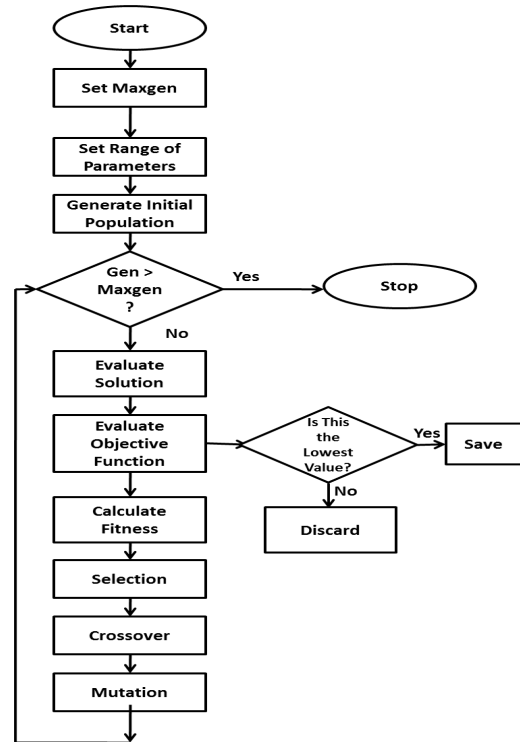 Start
Set Maxgen
Set Range of
Parameters
Generate Initial
Population
Gen >
Maxgen
?
Yes
Stop
No
Evaluate
Solution
Evaluate
Objective
Function
Is This
the
Lowest
Value?
Yes
Save
No
Discard
Calculate
Fitness
Selection
Crossover
Mutation